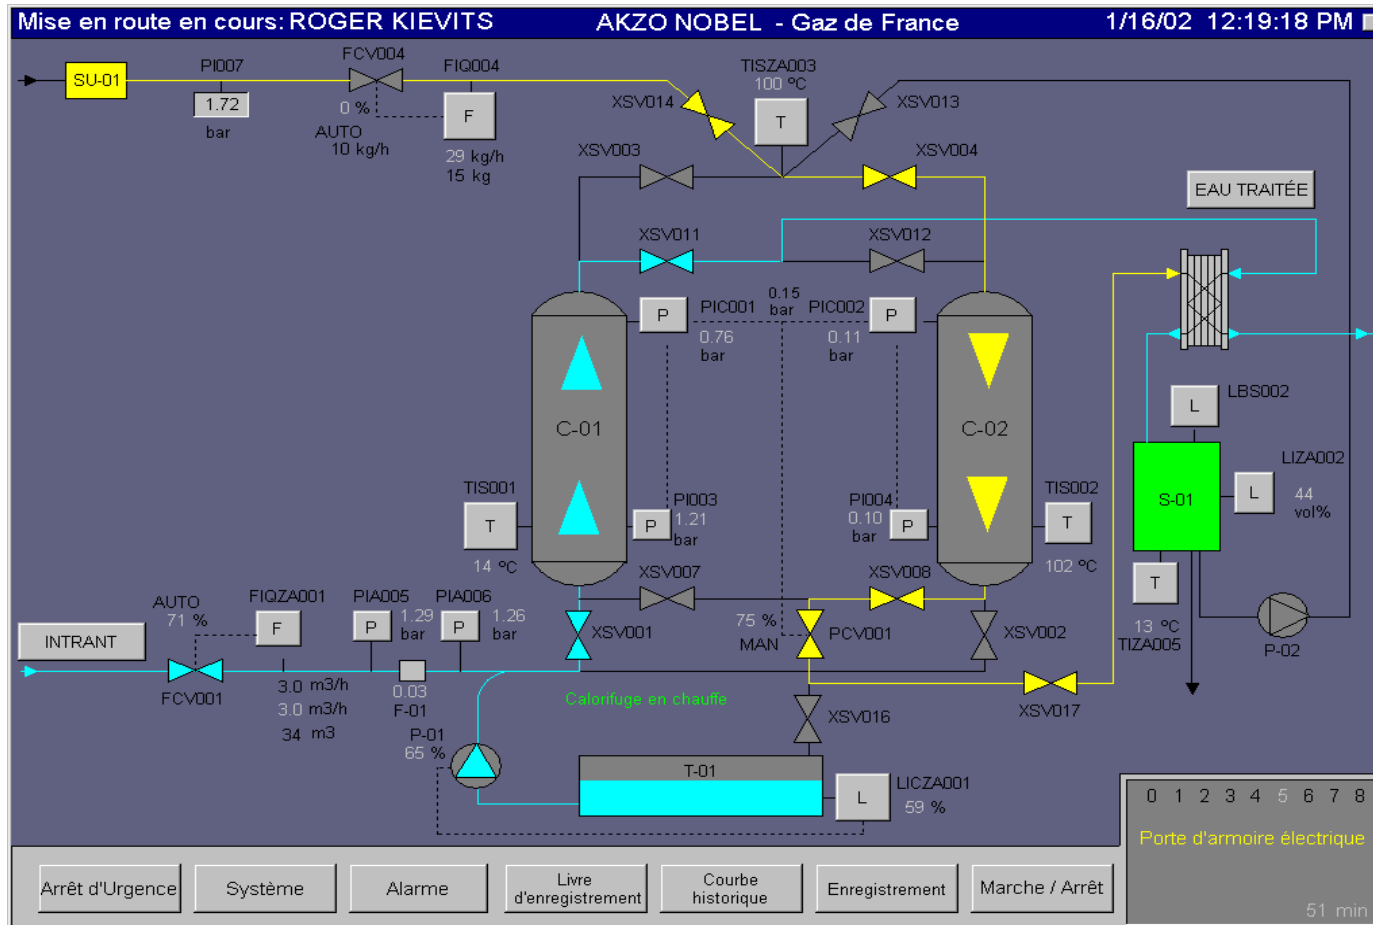 Mise en route en cours: ROGER KIEVITS
AKZO NOBEL - Gaz de France
1/16/02 12:19:18 PM
SU-01
PI007
1.72
bar
FCV004
0 %
AUTO
10 kg/h
FIQ004
F
29 kg/h
15 kg
XSV014
TISZA003
100 ºC
T
XSV013
XSV003
XSV004
EAU TRAITÉE
XSV011
XSV012
P
PIC001
0.76
bar
0.15
bar
PIC002
0.11
bar
P
C-01
C-02
LBS002
L
LIZA002
44
vol%
L
S-01
TIS001
T
14 ºC
PI003
1.21
bar
P
PI004
0.10
bar
P
TIS002
T
102 ºC
T
13 ºC
TIZA005
P-02
XSV007
XSV008
INTRANT
AUTO
71 %
FCV001
FIQZA001
F
3.0 m3/h
3.0 m3/h
34 m3
PIA005
P
1.29
bar
PIA006
P
1.26
bar
0.03
F-01
XSV001
75 %
MAN
PCV001
XSV002
Calorifuge en chauffe
XSV017
XSV016
P-01
65 %
T-01
L
LICZA001
59 %
0 1 2 3 4 5 6 7 8
Porte d'armoire électrique
51 min
Arrêt d'Urgence
Système
Alarme
Livre
d'enregistrement
Courbe
historique
Enregistrement
Marche / Arrêt